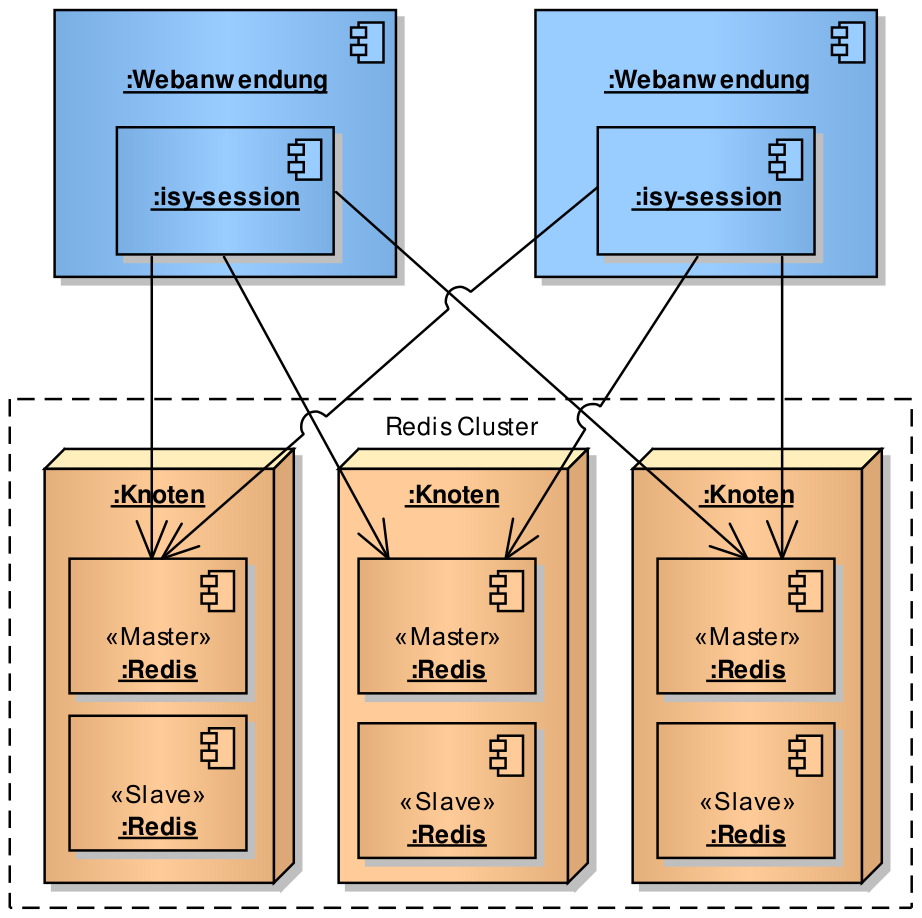 :Webanwendung
:Webanwendung
:isy-session
:isy-session
Redis Cluster
:Knoten
:Knoten
:Knoten
«Master»
:Redis
«Master»
:Redis
«Master»
:Redis
«Slave»
:Redis
«Slave»
:Redis
«Slave»
:Redis